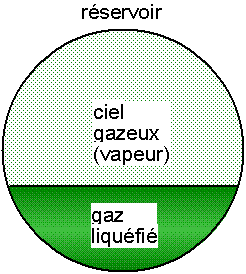 réservoir
ciel
gazeux
(vapeur)
gaz
liquéfié